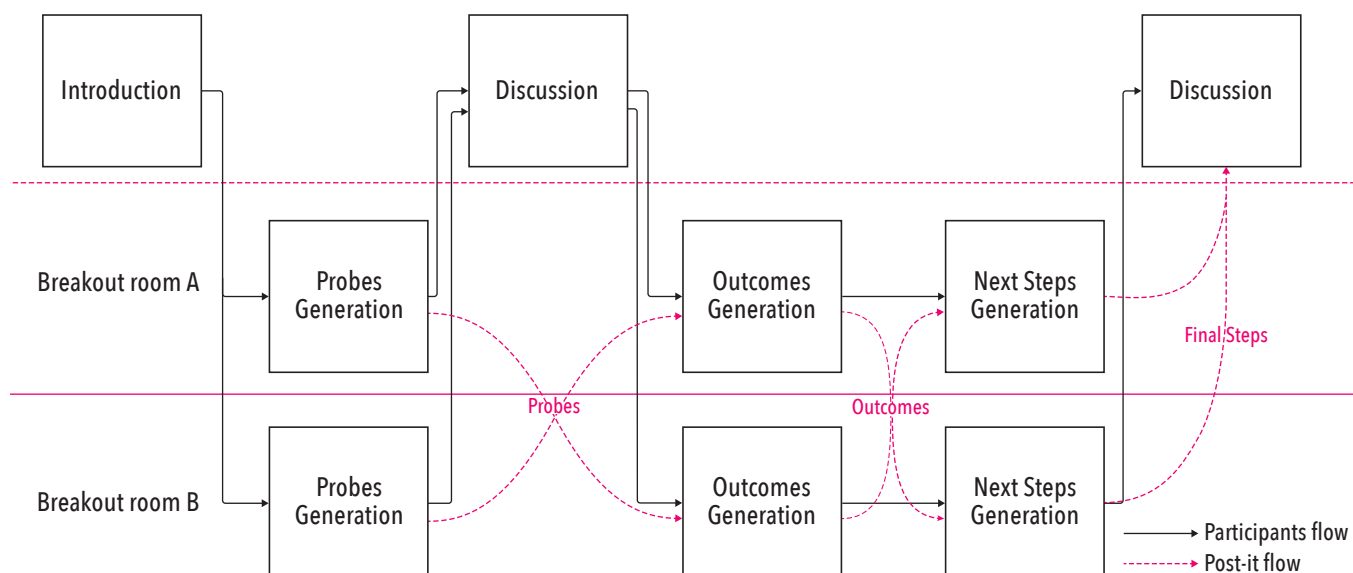 Introduction
Discussion
Discussion
Breakout room A
Probes
Generation
Outcomes
Generation
Next Steps
Generation
Final Steps
Probes
Outcomes
Breakout room B
Probes
Generation
Outcomes
Generation
Next Steps
Generation
Participants flow
Post-it flow